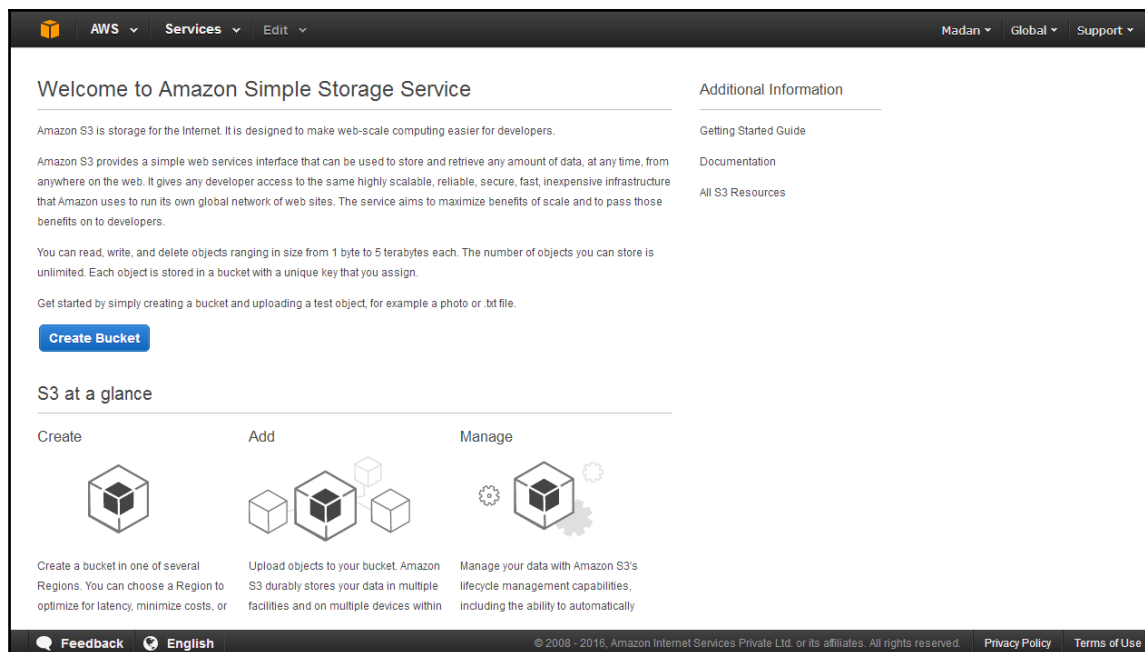 AWS Services Edit Madan Global Support
Welcome to Amazon Simple Storage Service
Amazon S3 is storage for the Internet. It is designed to make web-scale computing easier for developers.
Amazon S3 provides a simple web services interface that can be used to store and retrieve any amount of data, at any time, from
anywhere on the web. It gives any developer access to the same highly scalable, reliable, secure, fast, inexpensive infrastructure
that Amazon uses to run its own global network of web sites. The service aims to maximize benefits of scale and to pass those
benefits on to developers.
You can read, write, and delete objects ranging in size from 1 byte to 5 terabytes each. The number of objects you can store is
unlimited. Each object is stored in a bucket with a unique key that you assign.
Get started by simply creating a bucket and uploading a test object, for example a photo or .txt file.
Create Bucket
Additional Information
Getting Started Guide
Documentation
All S3 Resources
S3 at a glance
Create
Create a bucket in one of several
Regions. You can choose a Region to
optimize for latency, minimize costs, or
Add
Upload objects to your bucket. Amazon
S3 durably stores your data in multiple
facilities and on multiple devices within
Manage
Manage your data with Amazon S3's
lifecycle management capabilities,
including the ability to automatically
Feedback English © 2008 - 2016, Amazon Internet Services Private Ltd. or its affiliates. All rights reserved. Privacy Policy Terms of Use